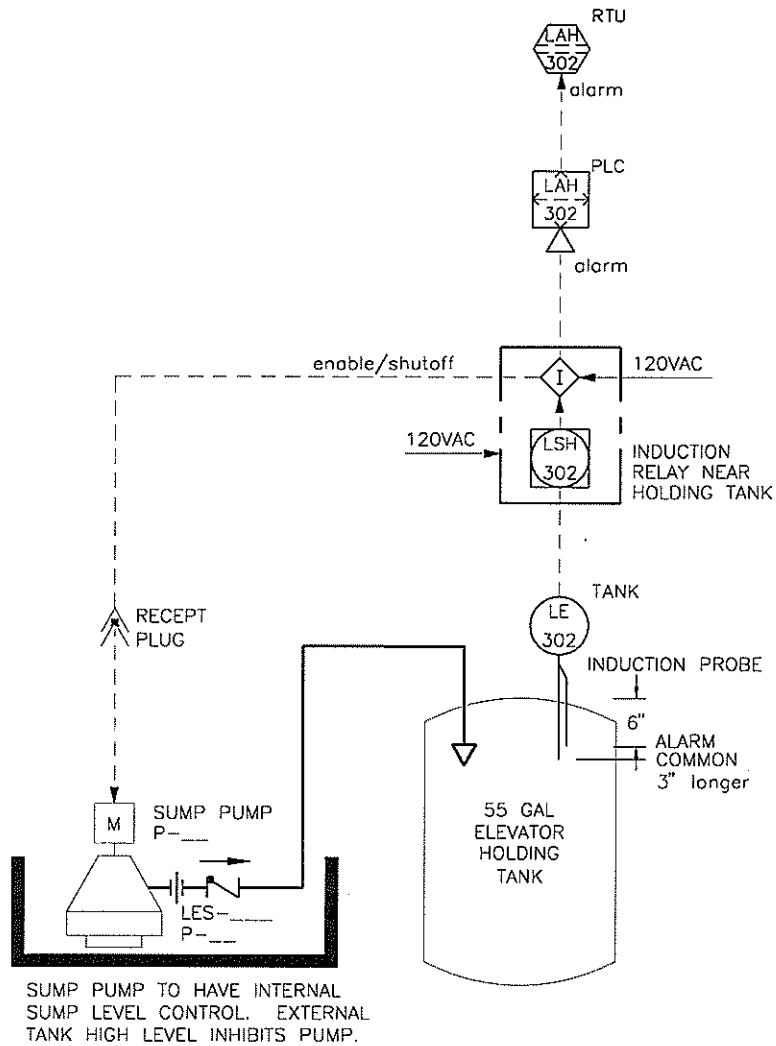 RTU
LAH
302
alarm
PLC
LAH
302
alarm
enable/shutoff
I
120VAC
120VAC
LSH
302
INDUCTION
RELAY NEAR
HOLDING TANK
TANK
LE
302
RECEPT
PLUG
INDUCTION PROBE
6"
ALARM
COMMON
3" longer
M
SUMP PUMP
P-__
55 GAL
ELEVATOR
HOLDING
TANK
LES-___
P-__
SUMP PUMP TO HAVE INTERNAL
SUMP LEVEL CONTROL. EXTERNAL
TANK HIGH LEVEL INHIBITS PUMP.